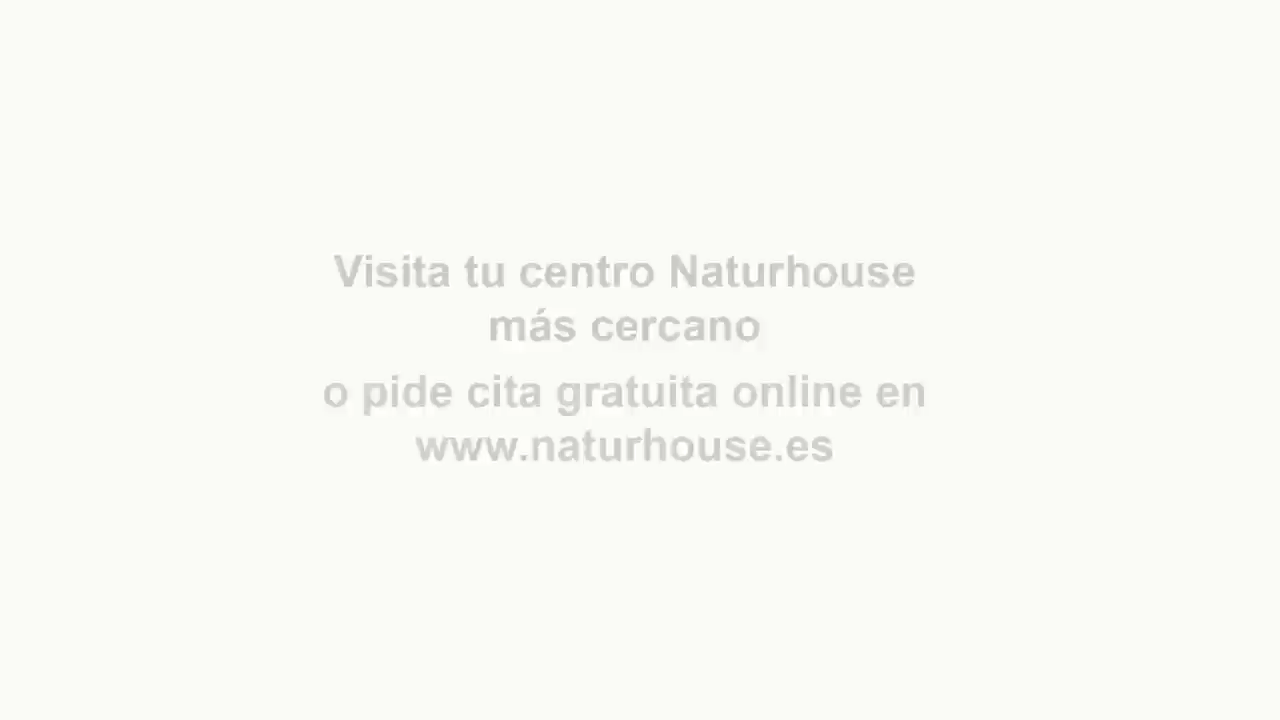 Visita tu centro Naturhouse
más cercano
o pide cita gratuita online en
www.naturhouse.es